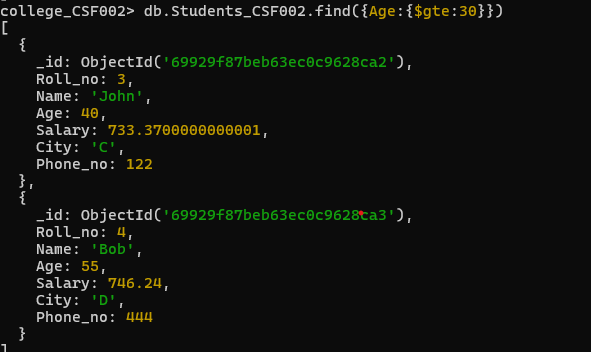 college_CSF002> db.Students_CSF002.find({Age:{$gte:30}})
[
  {
    _id: ObjectId('69929f87beb63ec0c9628ca2'),
    Roll_no: 3,
    Name: 'John',
    Age: 40,
    Salary: 733.3700000000001,
    City: 'C',
    Phone_no: 122
  },
  {
    _id: ObjectId('69929f87beb63ec0c9628ca3'),
    Roll_no: 4,
    Name: 'Bob',
    Age: 55,
    Salary: 746.24,
    City: 'D',
    Phone_no: 444
  }
]